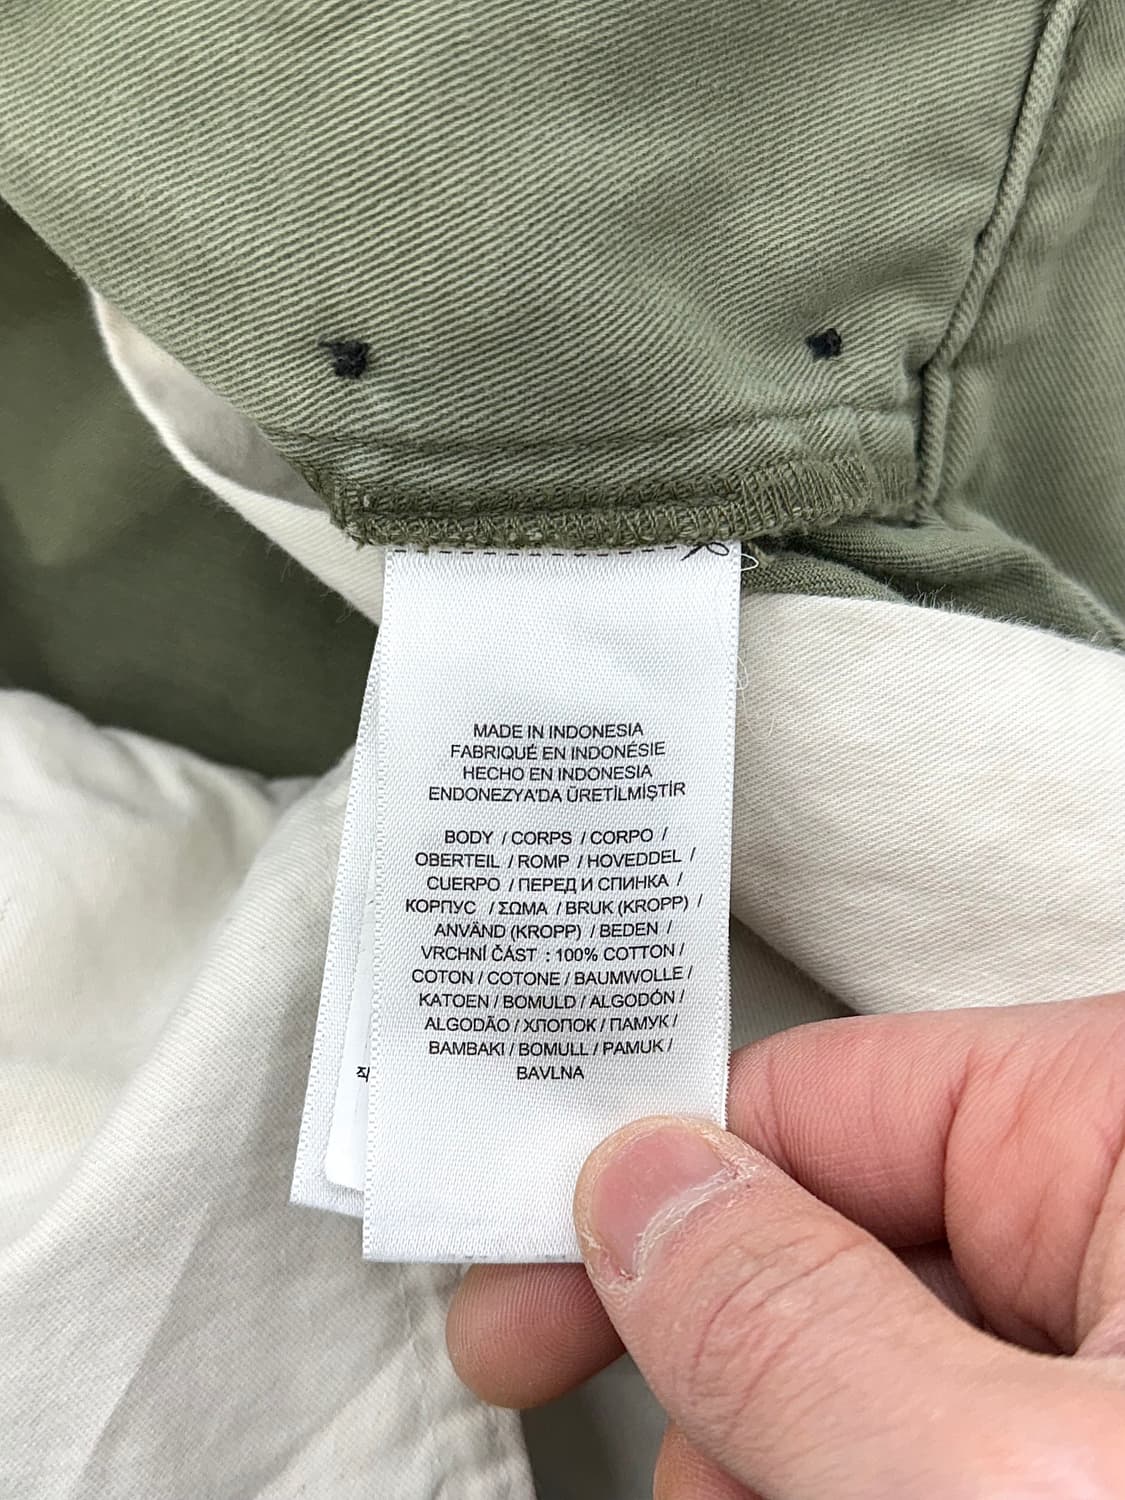 MADE IN INDONESIA
FABRIQUÉ EN INDONÉSIE
HECHO EN INDONESIA
ENDONEZYA'DA ÜRETİLMİŞTİR
BODY / CORPS / CORPO /
OBERTEIL / ROMP / HOVEDDEL /
CUERPO / ПЕРЕД И СПИНКА /
КОРПУС / ΣΩΜΑ / BRUK (KROPP) /
ANVÄND (KROPP) / BEDEN /
VRCHNÍ ČÁST : 100% COTTON /
COTON / COTONE / BAUMWOLLE /
KATOEN / BOMULD / ALGODÓN /
ALGODÃO / ХЛОПОК / ПАМУК /
BAMBAKI / BOMULL / PAMUK /
BAVLNA